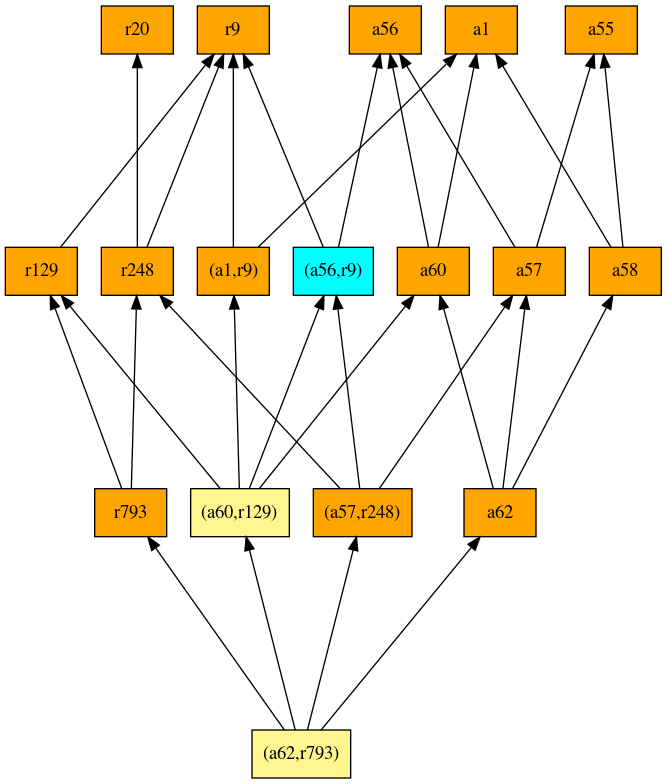 r20
r9
a56
a1
a55
r129
r248
(a1,r9)
(a56,r9)
a60
a57
a58
r793
(a60,r129)
(a57,r248)
a62
(a62,r793)